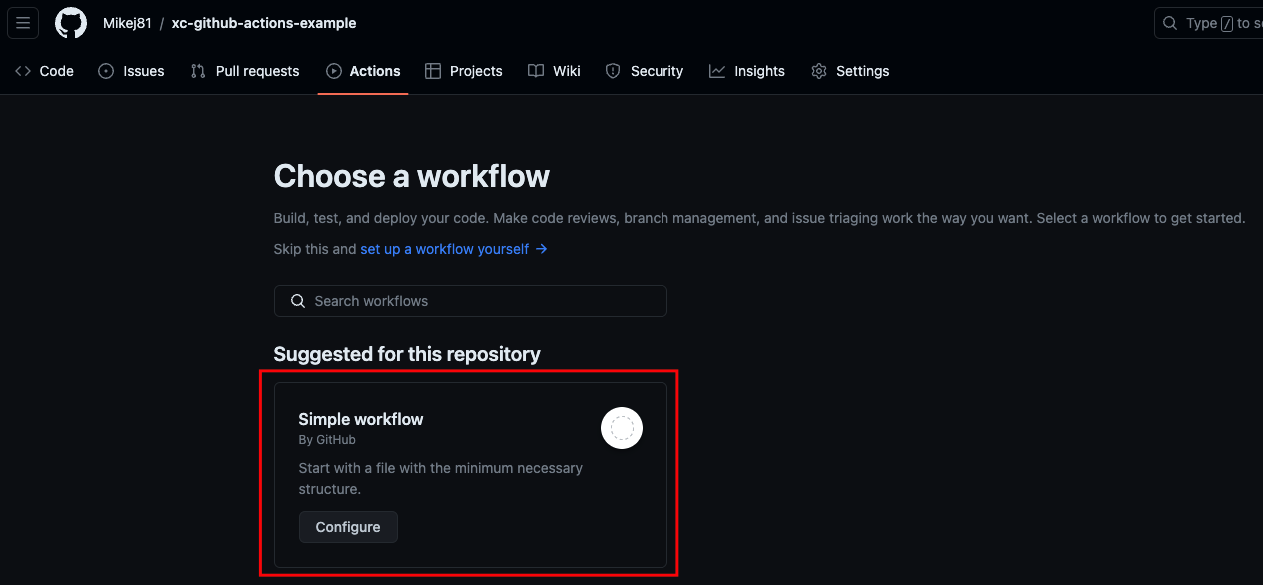 Mikej81 / xc-github-actions-example
Type / to s
Code Issues Pull requests Actions Projects Wiki Security Insights Settings
Choose a workflow
Build, test, and deploy your code. Make code reviews, branch management, and issue triaging work the way you want. Select a workflow to get started.
Skip this and set up a workflow yourself →
Search workflows
Suggested for this repository
Simple workflow
By GitHub
Start with a file with the minimum necessary
structure.
Configure